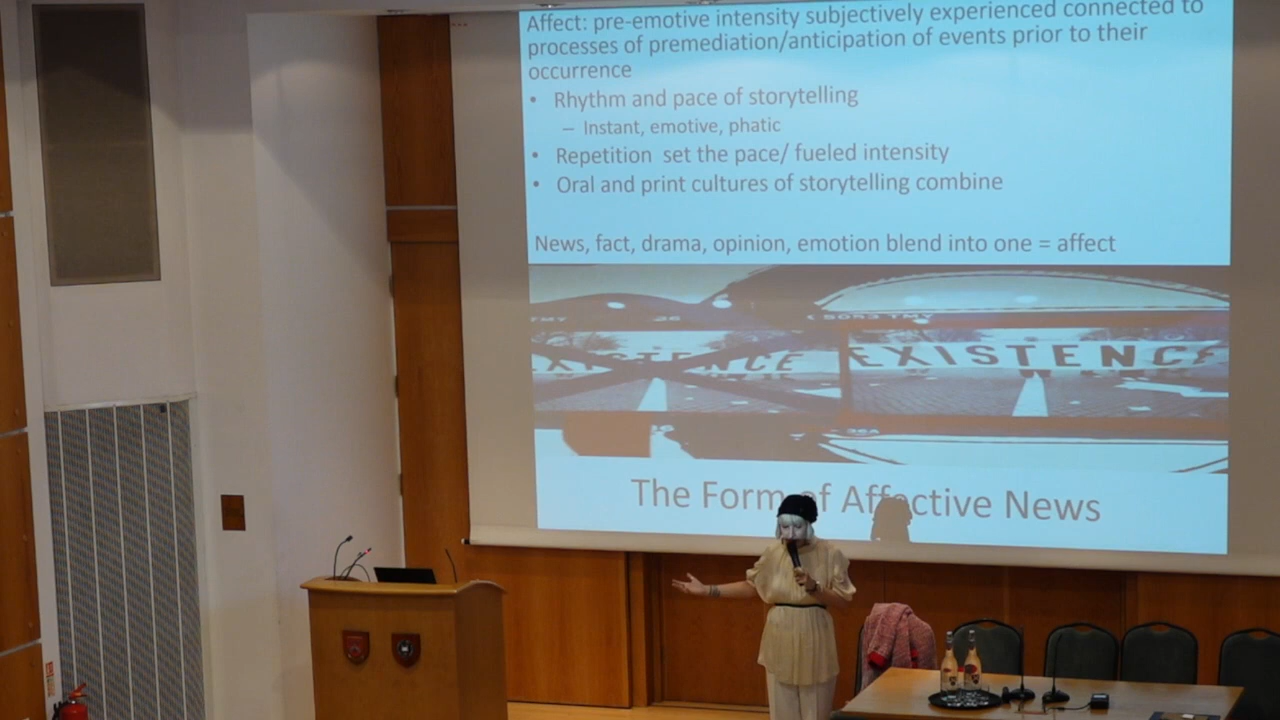 Affect: pre-emotive intensity subjectively experienced connected to
processes of premediation/anticipation of events prior to their
occurrence
• Rhythm and pace of storytelling
– Instant, emotive, phatic
• Repetition set the pace/ fueled intensity
• Oral and print cultures of storytelling combine
News, fact, drama, opinion, emotion blend into one = affect
EXISTENCE EXISTENCE
The Form of Affective News